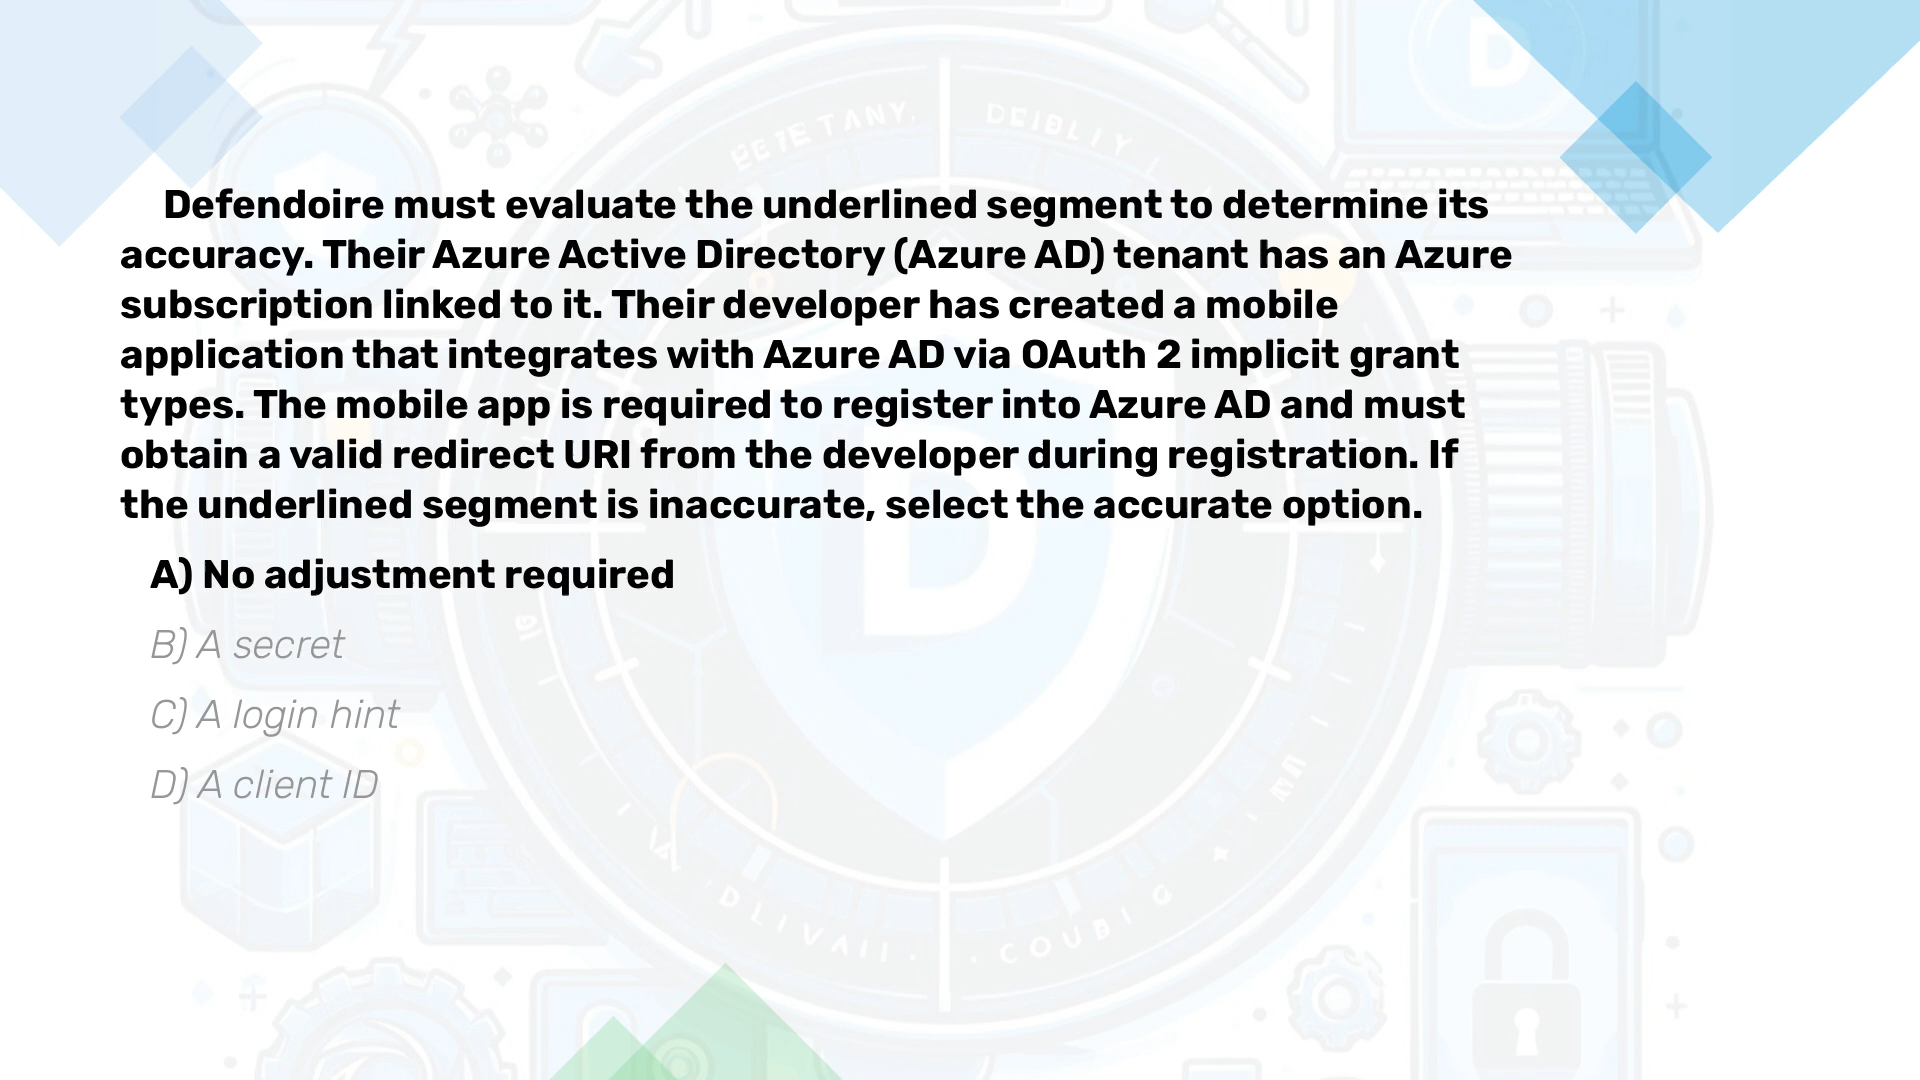 Defendoire must evaluate the underlined segment to determine its
accuracy. Their Azure Active Directory (Azure AD) tenant has an Azure
subscription linked to it. Their developer has created a mobile
application that integrates with Azure AD via OAuth 2 implicit grant
types. The mobile app is required to register into Azure AD and must
obtain a valid redirect URI from the developer during registration. If
the underlined segment is inaccurate, select the accurate option.
A) No adjustment required
B) A secret
C) A login hint
D) A client ID
D
D